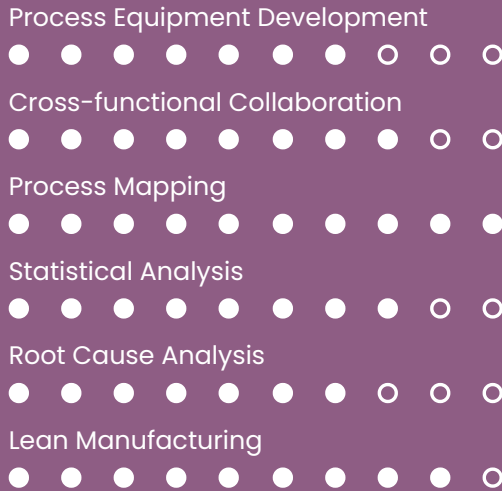 Process Equipment Development
Cross-functional Collaboration
Process Mapping
Statistical Analysis
Root Cause Analysis
Lean Manufacturing